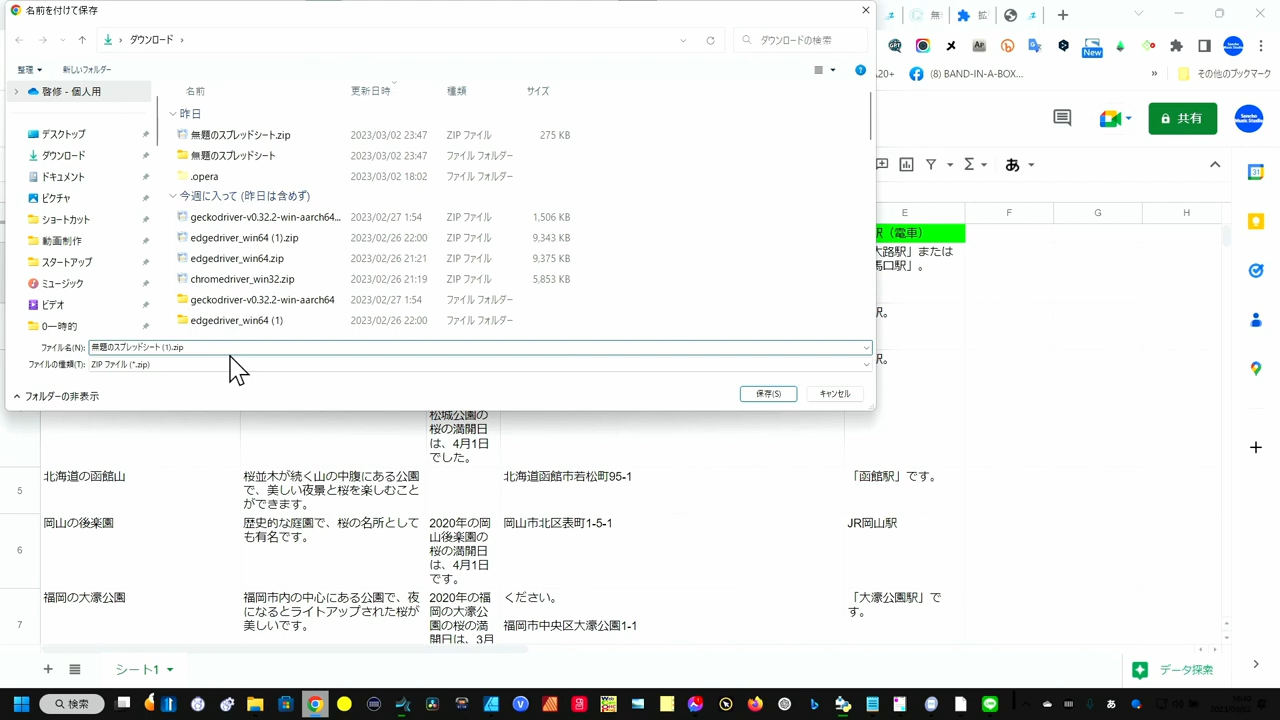 名前を付けて保存
ダウンロード
ダウンロードの検索
整理
新しいフォルダー
名前 更新日時 種類 サイズ
啓修 - 個人用
デスクトップ
ダウンロード
ドキュメント
ピクチャ
ショートカット
動画制作
スタートアップ
ミュージック
ビデオ
0一時的
昨日
無題のスプレッドシート.zip 2023/03/02 23:47 ZIP ファイル 275 KB
無題のスプレッドシート 2023/03/02 23:47 ファイル フォルダー
.opera 2023/03/02 18:02 ファイル フォルダー
今週に入って (昨日は含めず)
geckodriver-v0.32.2-win-aarch64... 2023/02/27 1:54 ZIP ファイル 1,506 KB
edgedriver_win64 (1).zip 2023/02/26 22:00 ZIP ファイル 9,343 KB
edgedriver_win64.zip 2023/02/26 21:21 ZIP ファイル 9,375 KB
chromedriver_win32.zip 2023/02/26 21:19 ZIP ファイル 5,853 KB
geckodriver-v0.32.2-win-aarch64 2023/02/27 1:54 ファイル フォルダー
edgedriver_win64 (1) 2023/02/26 22:00 ファイル フォルダー
ファイル名(N): 無題のスプレッドシート (1).zip
ファイルの種類(T): ZIP ファイル (*.zip)
フォルダーの非表示
保存(S) キャンセル
無
拡
New
A20+
(8) BAND-IN-A-BOX...
その他のブックマーク
共有
あ
E F G H
駅（電車）
大路駅」または
馬口駅」。
駅。
駅。
松城公園の
桜の満開日
は、4月1日
でした。
5
北海道の函館山
桜並木が続く山の中腹にある公園
で、美しい夜景と桜を楽しむこと
ができます。
北海道函館市若松町95-1
「函館駅」です。
6
岡山の後楽園
歴史的な庭園で、桜の名所として
も有名です。
2020年の岡
山後楽園の
桜の満開日
は、4月1日
です。
岡山市北区表町1-5-1
JR岡山駅
7
福岡の大濠公園
福岡市内の中心にある公園で、夜
になるとライトアップされた桜が
美しいです。
2020年の福
岡の大濠公
園の桜の満
開日は、3月
ください。
福岡市中央区大濠公園1-1
「大濠公園駅」で
す。
シート1
データ探索
検索